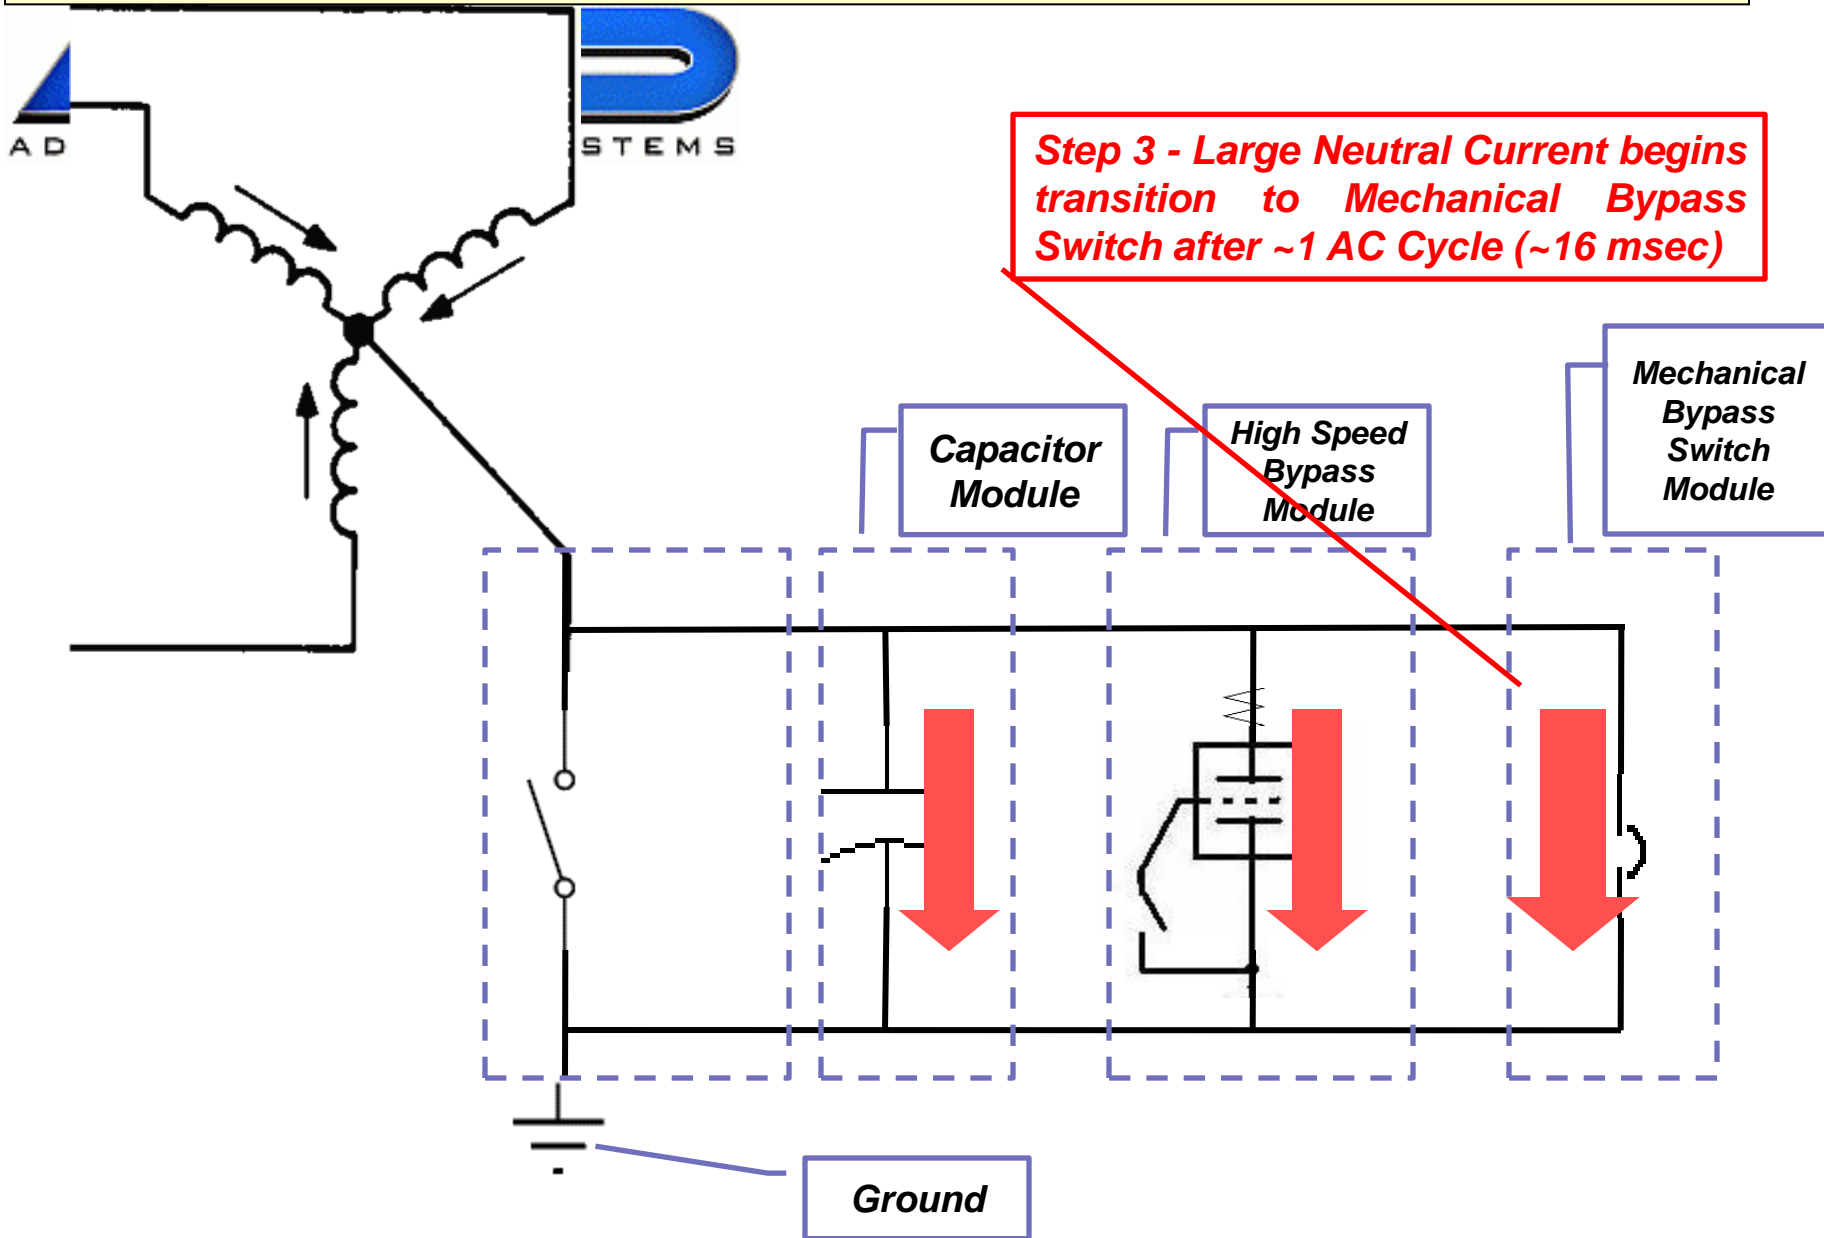 AD
STEMS
Step 3 - Large Neutral Current begins
transition to Mechanical Bypass
Switch after ~1 AC Cycle (~16 msec)
Mechanical
Bypass
Switch
Module
High Speed
Bypass
Module
Capacitor
Module
Ground